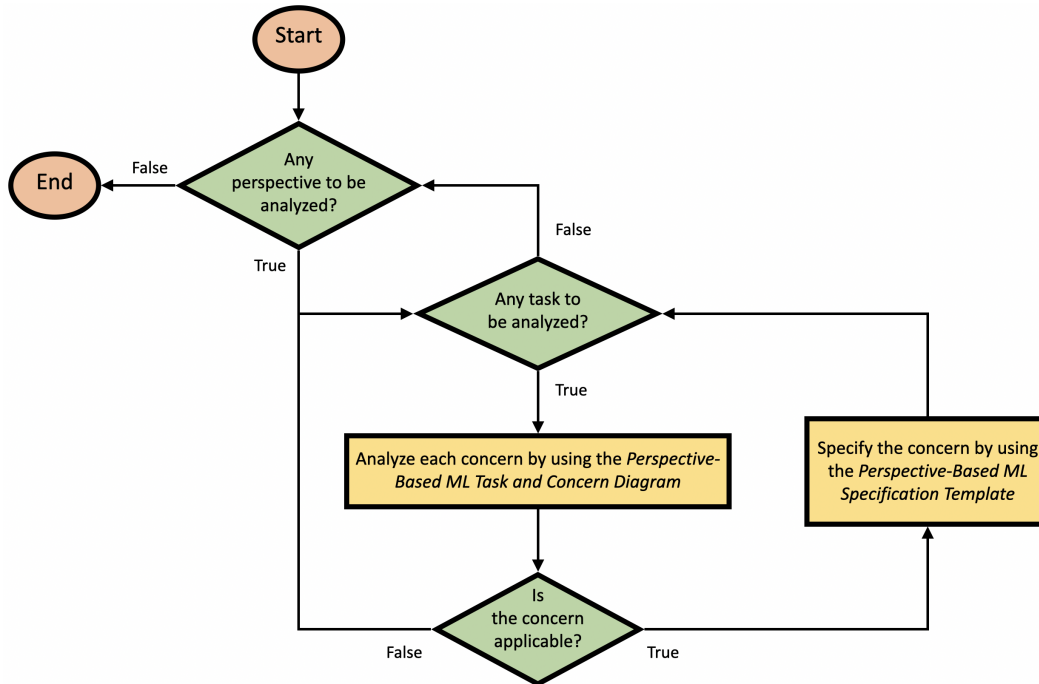 Start
Any
perspective to be
analyzed?
False
End
True
False
Any task to
be analyzed?
True
Analyze each concern by using the Perspective-
Based ML Task and Concern Diagram
Specify the concern by using
the Perspective-Based ML
Specification Template
Is
the concern
applicable?
False
True